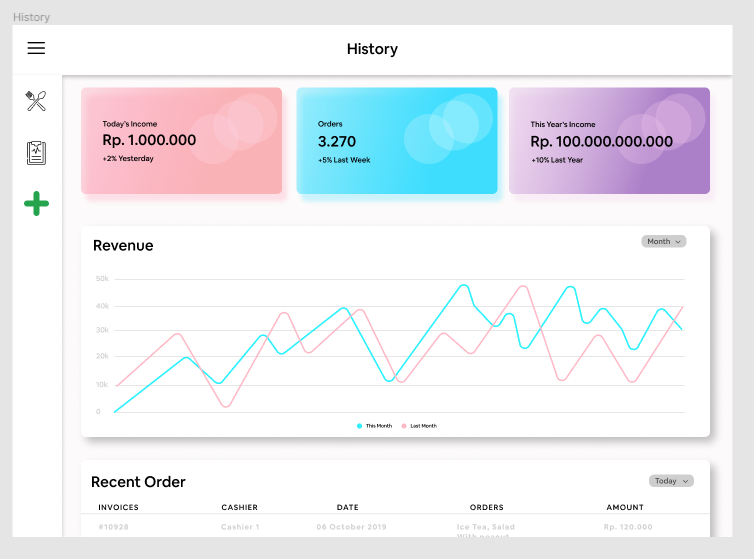 History
History
Today's Income
Rp. 1.000.000
+2% Yesterday
Orders
3.270
+5% Last Week
This Year's Income
Rp. 100.000.000.000
+10% Last Year
Revenue
Month
50k
40k
30k
20k
10k
0
This Month
Last Month
Recent Order
Today
INVOICES CASHIER DATE ORDERS AMOUNT
#10928 Cashier 1 06 October 2019 Ice Tea, Salad Rp. 120.000
With peanut